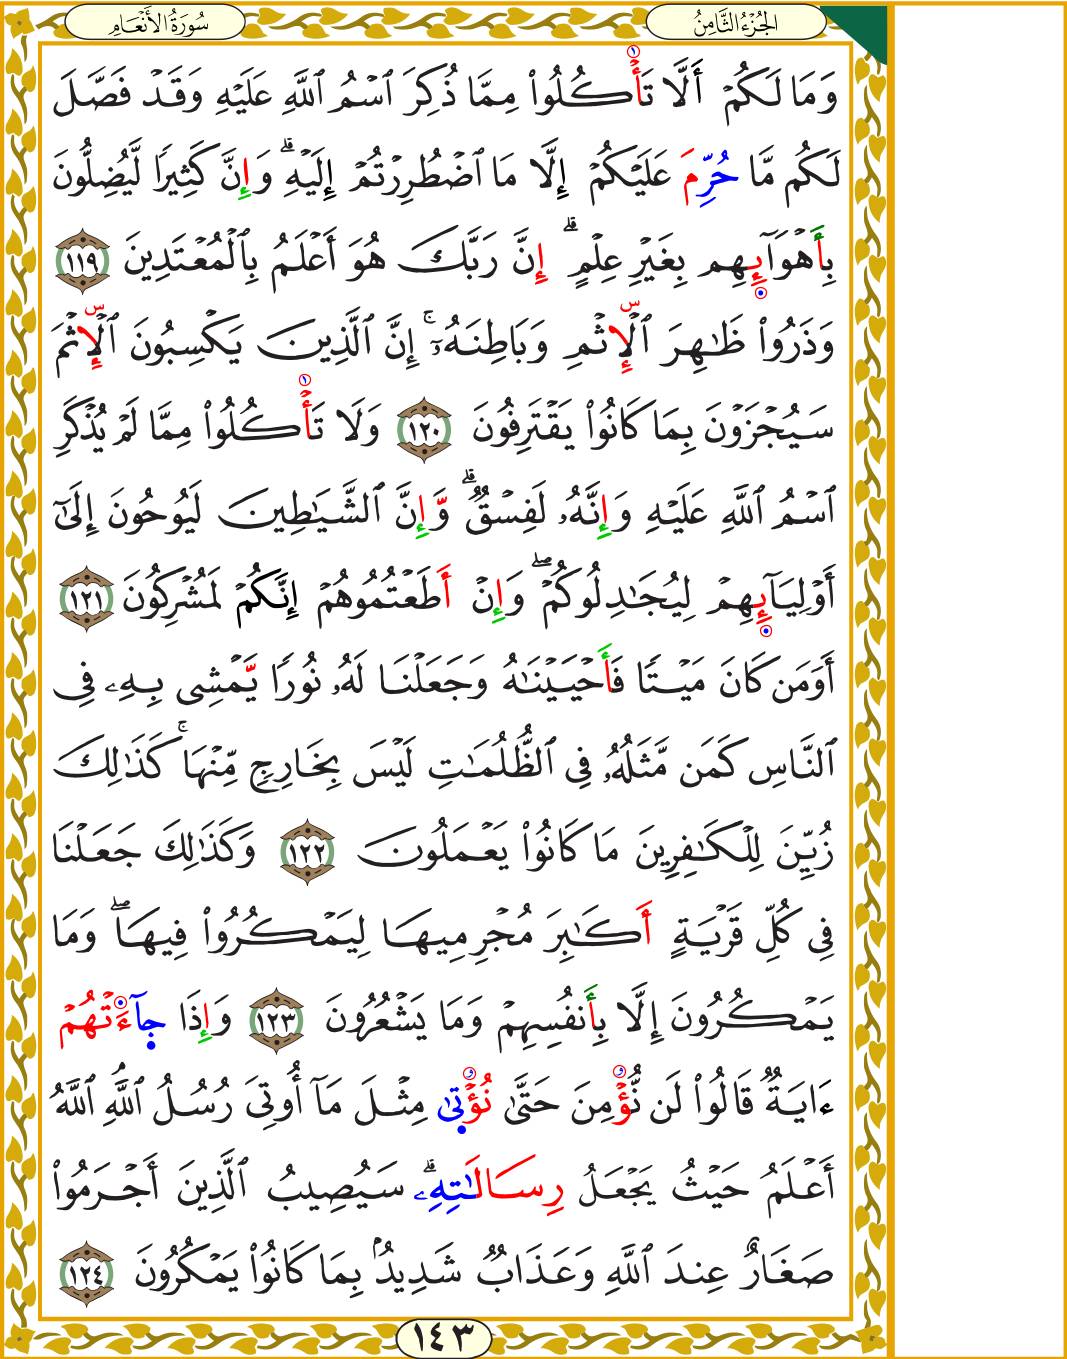 الجُزْءُ الثَّامِنُ
سُورَةُ الأَنْعَامِ
وَمَا لَكُمۡ أَلَّا تَأۡكُلُواْ مِمَّا ذُكِرَ ٱسۡمُ ٱللَّهِ عَلَيۡهِ وَقَدۡ فَصَّلَ
لَكُم مَّا حُرِّمَ عَلَيۡكُمۡ إِلَّا مَا ٱضۡطُرِرۡتُمۡ إِلَيۡهِۗ وَإِنَّ كَثِيرٗا لَّيُضِلُّونَ
بِأَهۡوَآئِهِم بِغَيۡرِ عِلۡمٍۗ إِنَّ رَبَّكَ هُوَ أَعۡلَمُ بِٱلۡمُعۡتَدِينَ ١١٩
وَذَرُواْ ظَٰهِرَ ٱلۡإِثۡمِ وَبَاطِنَهُۥٓۚ إِنَّ ٱلَّذِينَ يَكۡسِبُونَ ٱلۡإِثۡمَ
سَيُجۡزَوۡنَ بِمَا كَانُواْ يَقۡتَرِفُونَ ١٢٠ وَلَا تَأۡكُلُواْ مِمَّا لَمۡ يُذۡكَرِ
ٱسۡمُ ٱللَّهِ عَلَيۡهِ وَإِنَّهُۥ لَفِسۡقٞۗ وَإِنَّ ٱلشَّيَٰطِينَ لَيُوحُونَ إِلَىٰٓ
أَوۡلِيَآئِهِمۡ لِيُجَٰدِلُوكُمۡۖ وَإِنۡ أَطَعۡتُمُوهُمۡ إِنَّكُمۡ لَمُشۡرِكُونَ ١٢١
أَوَمَن كَانَ مَيۡتٗا فَأَحۡيَيۡنَٰهُ وَجَعَلۡنَا لَهُۥ نُورٗا يَّمۡشِي بِهِۦ فِي
ٱلنَّاسِ كَمَن مَّثَلُهُۥ فِي ٱلظُّلُمَٰتِ لَيۡسَ بِخَارِجٖ مِّنۡهَاۚ كَذَٰلِكَ
زُيِّنَ لِلۡكَٰفِرِينَ مَا كَانُواْ يَعۡمَلُونَ ١٢٢ وَكَذَٰلِكَ جَعَلۡنَا
فِي كُلِّ قَرۡيَةٍ أَكَٰبِرَ مُجۡرِمِيهَا لِيَمۡكُرُواْ فِيهَاۖ وَمَا
يَمۡكُرُونَ إِلَّا بِأَنفُسِهِمۡ وَمَا يَشۡعُرُونَ ١٢٣ وَإِذَا جَآءَتۡهُمۡ
ءَايَةٞ قَالُواْ لَن نُّؤۡمِنَ حَتَّىٰ نُؤۡتَىٰ مِثۡلَ مَآ أُوتِيَ رُسُلُ ٱللَّهِۘ ٱللَّهُ
أَعۡلَمُ حَيۡثُ يَجۡعَلُ رِسَالَٰتِهِۦۗ سَيُصِيبُ ٱلَّذِينَ أَجۡرَمُواْ
صَغَارٌ عِندَ ٱللَّهِ وَعَذَابٞ شَدِيدُۢ بِمَا كَانُواْ يَمۡكُرُونَ ١٢٤
١٤٣